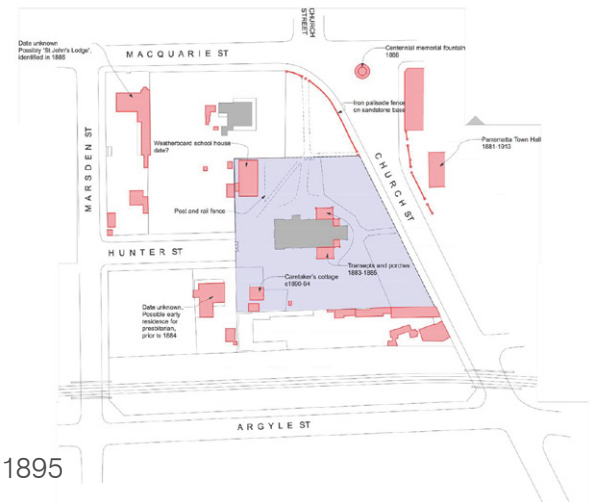 CHURCH
STREET
Date unknown
Possibly 'St John's Lodge'.
Identified in 1885
MACQUARIE ST
Centennial memorial fountain
1888
Iron palisade fence
on sandstone base
Parramatta Town Hall
1881-1913
Weatherboard school house
date?
MARSDEN ST
CHURCH ST
Post and rail fence
HUNTER ST
Transepts and porches
1883-1885
Caretaker's cottage
c1890-94
Date unknown.
Possible early
residence for
presbitarian,
prior to 1884
ARGYLE ST
1895